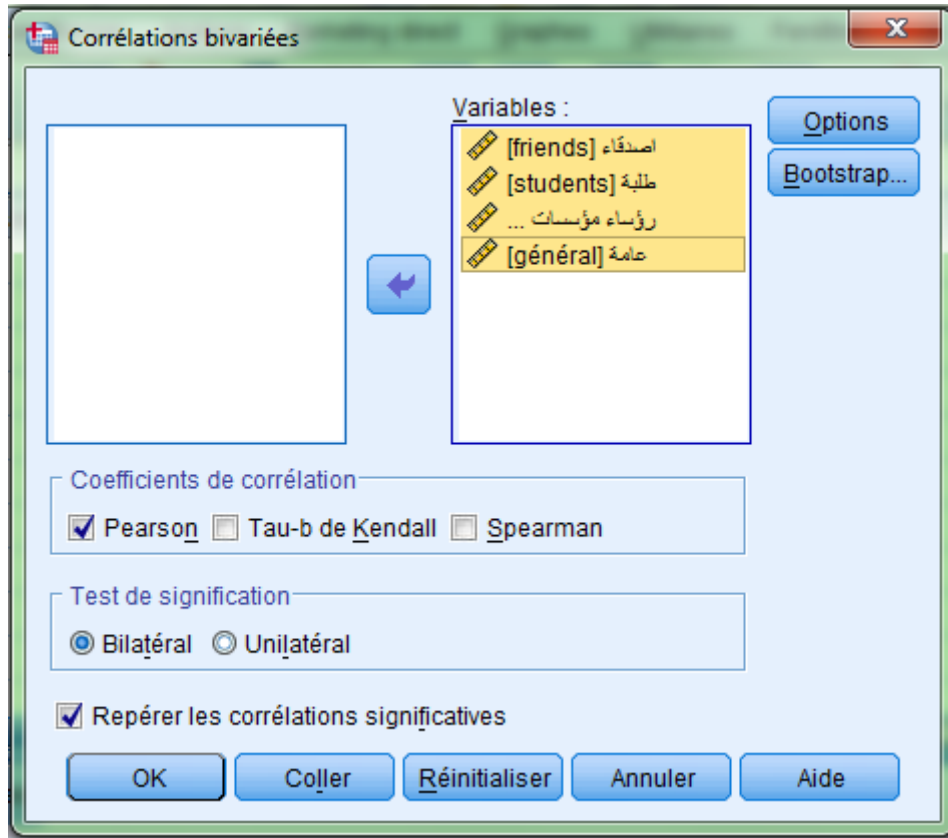 Corrélations bivariées
Variables :
اصدقاء [friends]
طلبة [students]
رؤساء مؤسسات ...
عامة [général]
Options
Bootstrap...
Coefficients de corrélation
Pearson Tau-b de Kendall Spearman
Test de signification
Bilatéral Unilatéral
Repérer les corrélations significatives
OK Coller Réinitialiser Annuler Aide